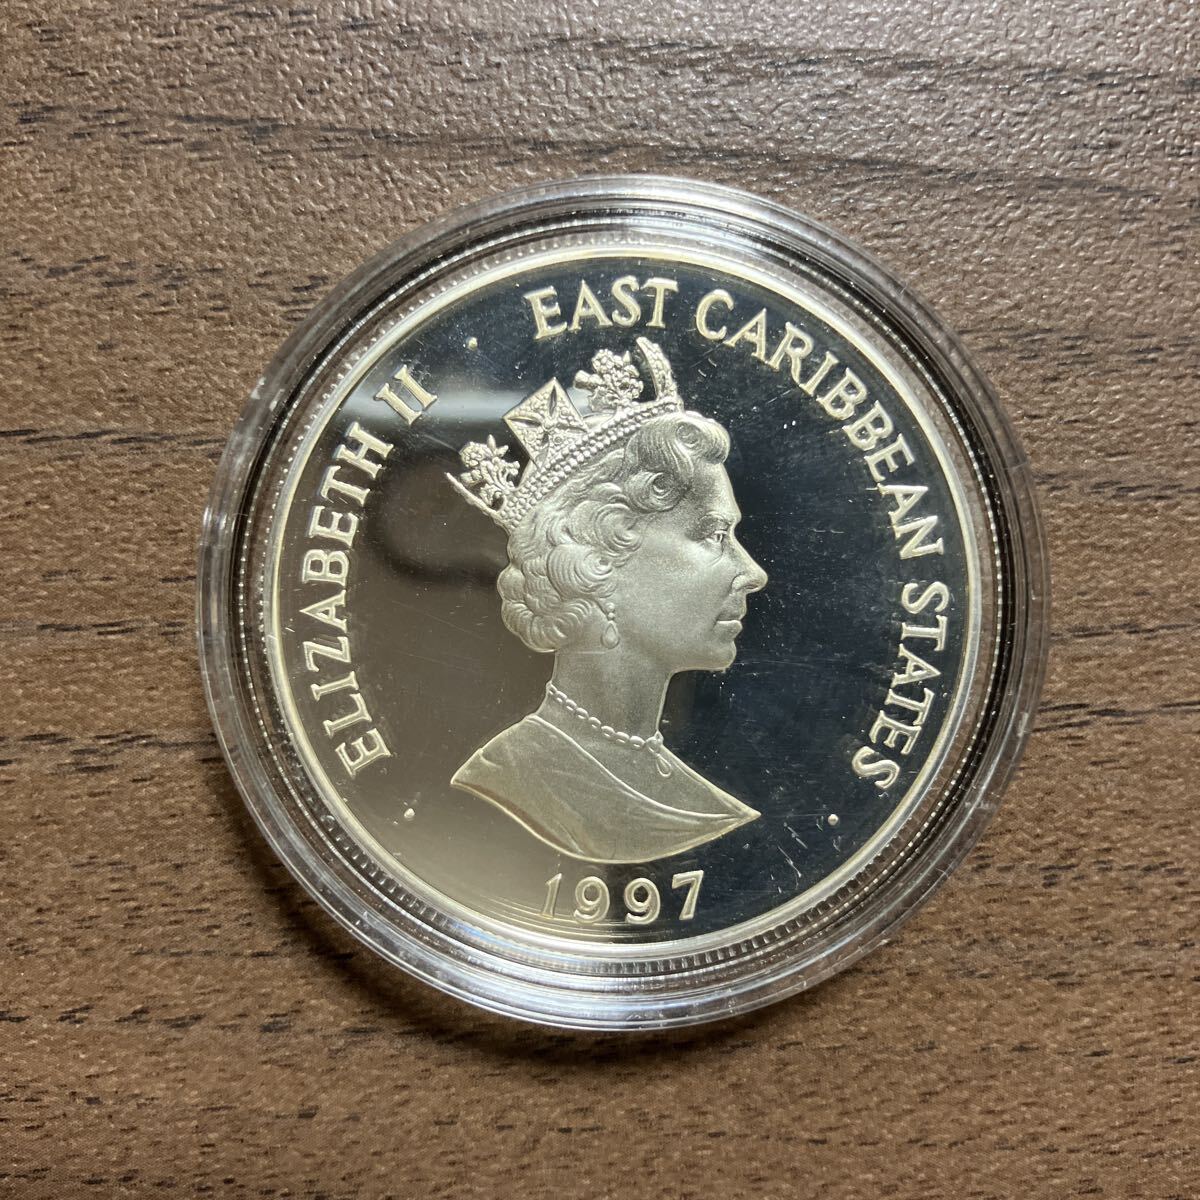 ELIZABETH II · EAST CARIBBEAN STATES ·
1997 ·